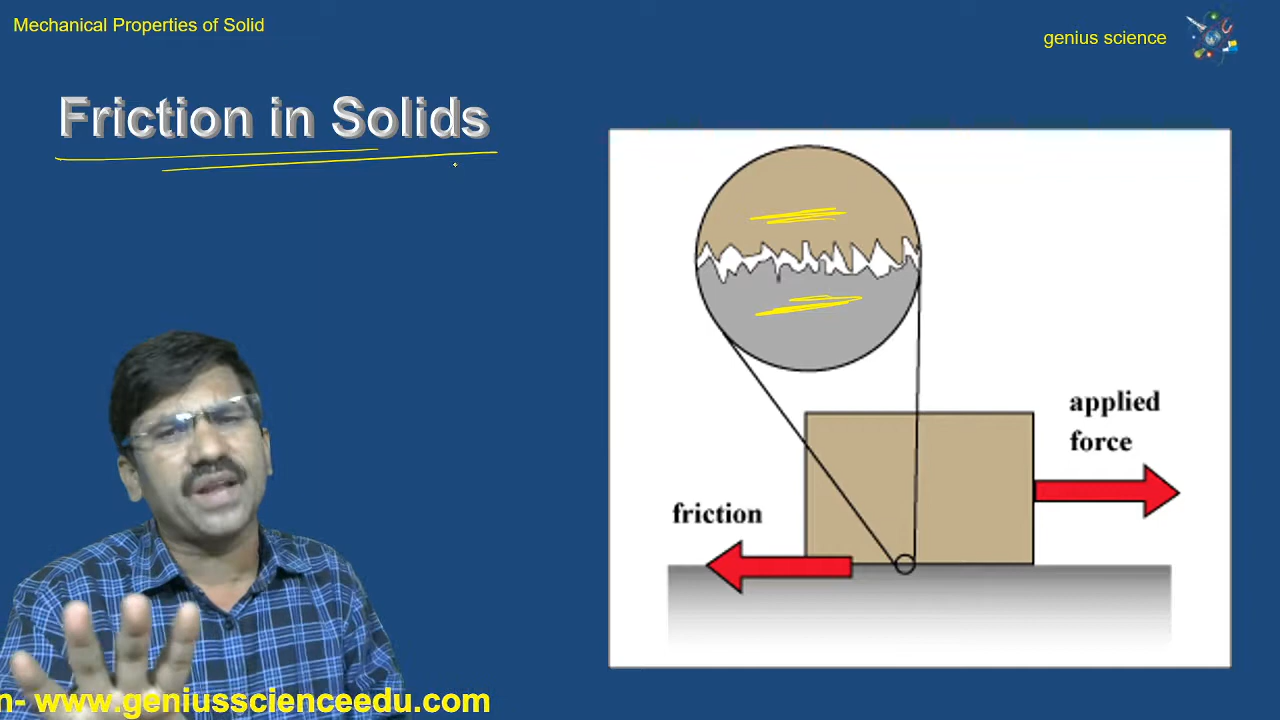 Mechanical Properties of Solid
genius science
Friction in Solids
applied
force
friction
n- www.geniusscienceedu.com